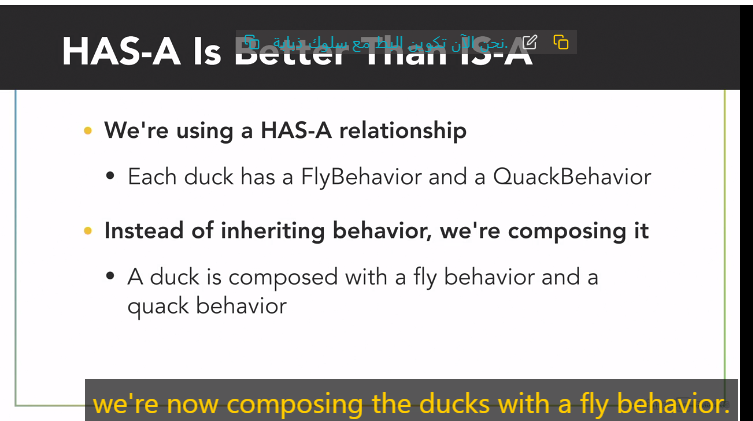 HAS-A Is Better Than IS-A
نحن الآن تكوين البط مع سلوك ذبابة.
We're using a HAS-A relationship
Each duck has a FlyBehavior and a QuackBehavior
Instead of inheriting behavior, we're composing it
A duck is composed with a fly behavior and a
quack behavior
we're now composing the ducks with a fly behavior.